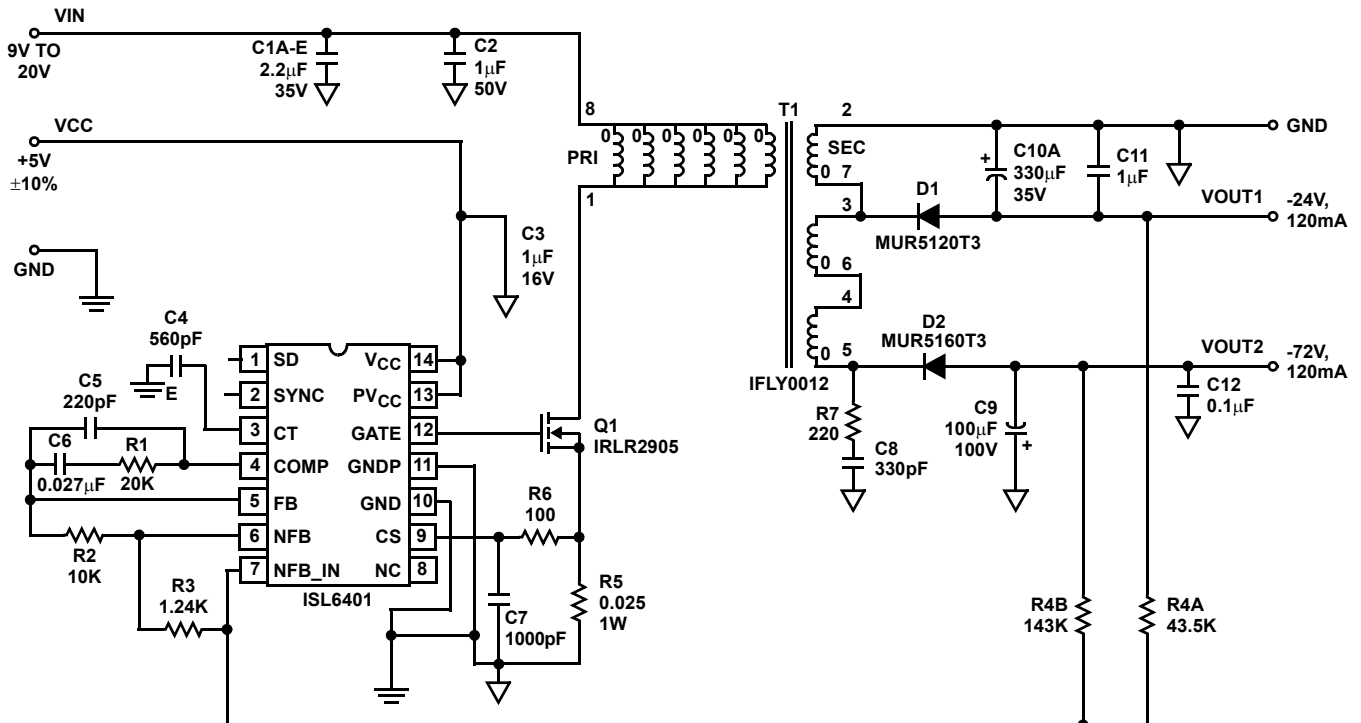 VIN
9V TO
20V
C1A-E
2.2µF
35V
C2
1µF
50V
VCC
+5V
±10%
GND
C3
1µF
16V
8
0 0 0 0 0 0
PRI
1
T1
2
SEC
0 7
3
0 6
4
0 5
IFLY0012
D1
MUR5120T3
+
C10A
330µF
35V
C11
1µF
GND
VOUT1
-24V,
120mA
D2
MUR5160T3
VOUT2
-72V,
120mA
R7
220
C8
330pF
C9
100µF
100V
+
C12
0.1µF
C4
560pF
E
C5
220pF
C6
0.027µF
R1
20K
R2
10K
R3
1.24K
1 SD
2 SYNC
3 CT
4 COMP
5 FB
6 NFB
7 NFB_IN
VCC 14
PVCC 13
GATE 12
GNDP 11
GND 10
CS 9
NC 8
ISL6401
Q1
IRLR2905
R6
100
C7
1000pF
R5
0.025
1W
R4B
143K
R4A
43.5K